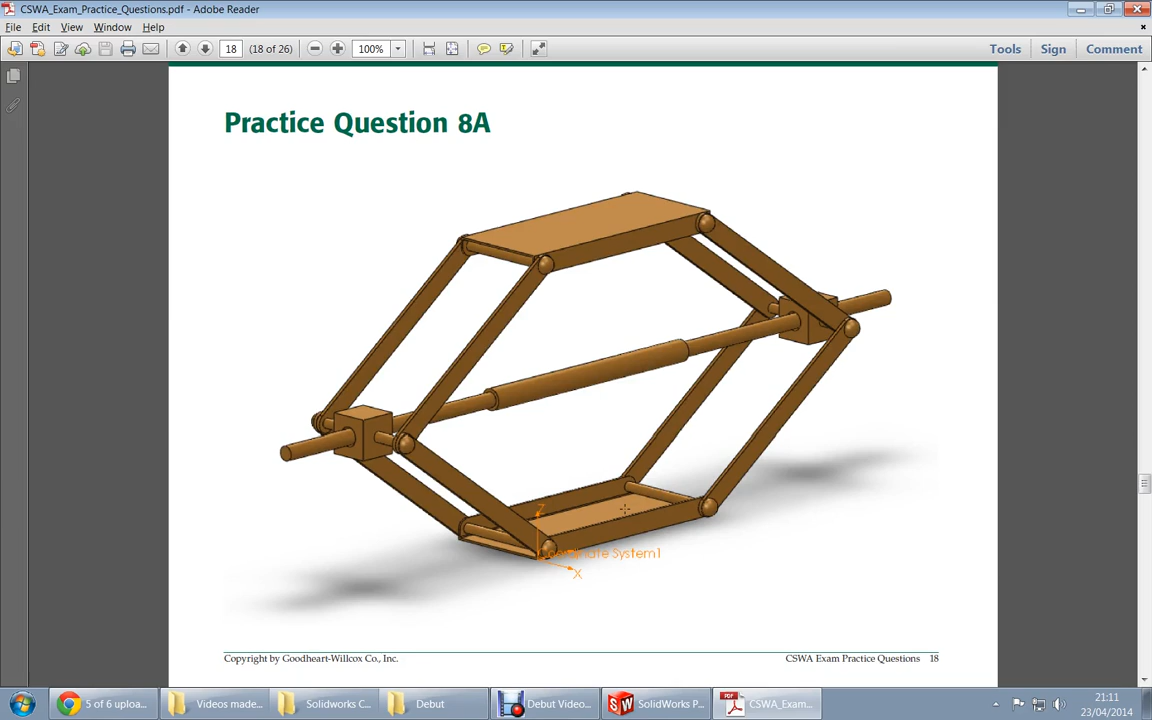 CSWA_Exam_Practice_Questions.pdf - Adobe Reader
File Edit View Window Help
18 (18 of 26) 100% Tools Sign Comment
Practice Question 8A
Z
Coordinate System1
X
Copyright by Goodheart-Willcox Co., Inc. CSWA Exam Practice Questions 18
5 of 6 uploa... Videos made... Solidworks C... Debut Debut Video... SolidWorks P... PDF CSWA_Exam... 21:11
23/04/2014